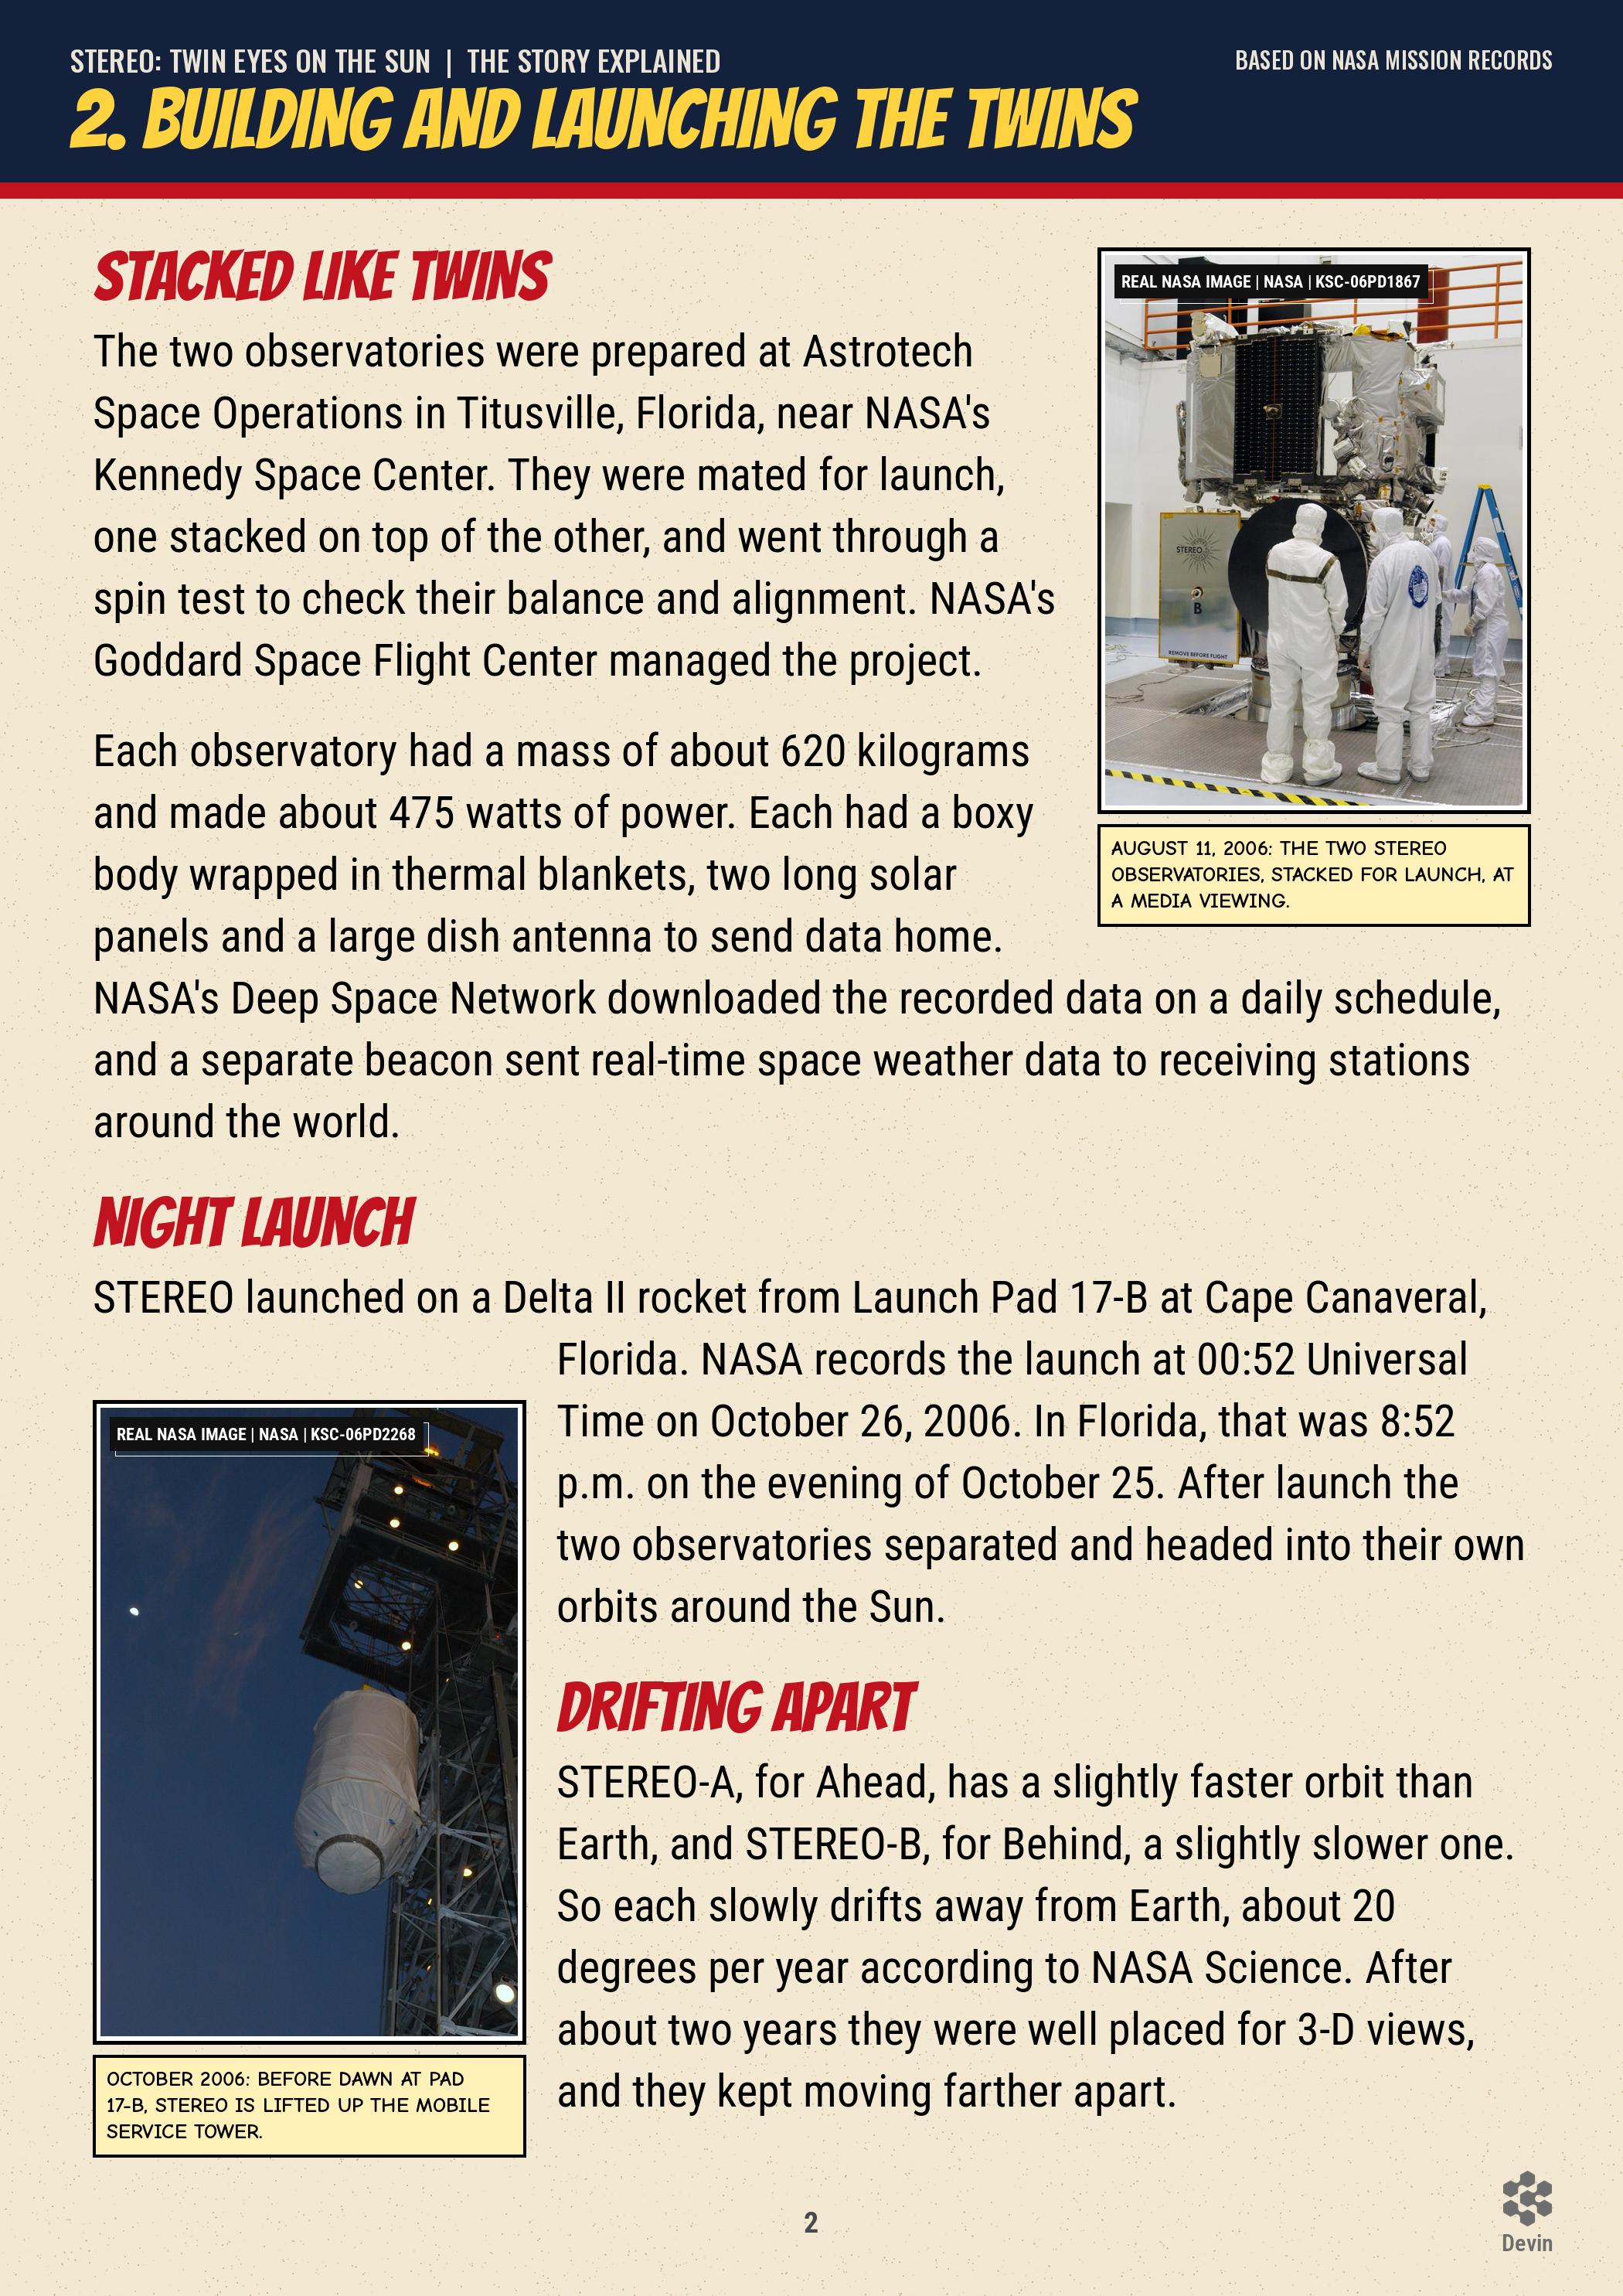 STEREO: TWIN EYES ON THE SUN | THE STORY EXPLAINED
BASED ON NASA MISSION RECORDS
2. BUILDING AND LAUNCHING THE TWINS
STACKED LIKE TWINS
The two observatories were prepared at Astrotech
Space Operations in Titusville, Florida, near NASA's
Kennedy Space Center. They were mated for launch,
one stacked on top of the other, and went through a
spin test to check their balance and alignment. NASA's
Goddard Space Flight Center managed the project.
REAL NASA IMAGE | NASA | KSC-06PD1867
STEREO
B
REMOVE BEFORE FLIGHT
AUGUST 11, 2006: THE TWO STEREO
OBSERVATORIES, STACKED FOR LAUNCH, AT
A MEDIA VIEWING.
Each observatory had a mass of about 620 kilograms
and made about 475 watts of power. Each had a boxy
body wrapped in thermal blankets, two long solar
panels and a large dish antenna to send data home.
NASA's Deep Space Network downloaded the recorded data on a daily schedule,
and a separate beacon sent real-time space weather data to receiving stations
around the world.
NIGHT LAUNCH
STEREO launched on a Delta II rocket from Launch Pad 17-B at Cape Canaveral,
Florida. NASA records the launch at 00:52 Universal
Time on October 26, 2006. In Florida, that was 8:52
p.m. on the evening of October 25. After launch the
two observatories separated and headed into their own
orbits around the Sun.
REAL NASA IMAGE | NASA | KSC-06PD2268
OCTOBER 2006: BEFORE DAWN AT PAD
17-B, STEREO IS LIFTED UP THE MOBILE
SERVICE TOWER.
DRIFTING APART
STEREO-A, for Ahead, has a slightly faster orbit than
Earth, and STEREO-B, for Behind, a slightly slower one.
So each slowly drifts away from Earth, about 20
degrees per year according to NASA Science. After
about two years they were well placed for 3-D views,
and they kept moving farther apart.
2
Devin